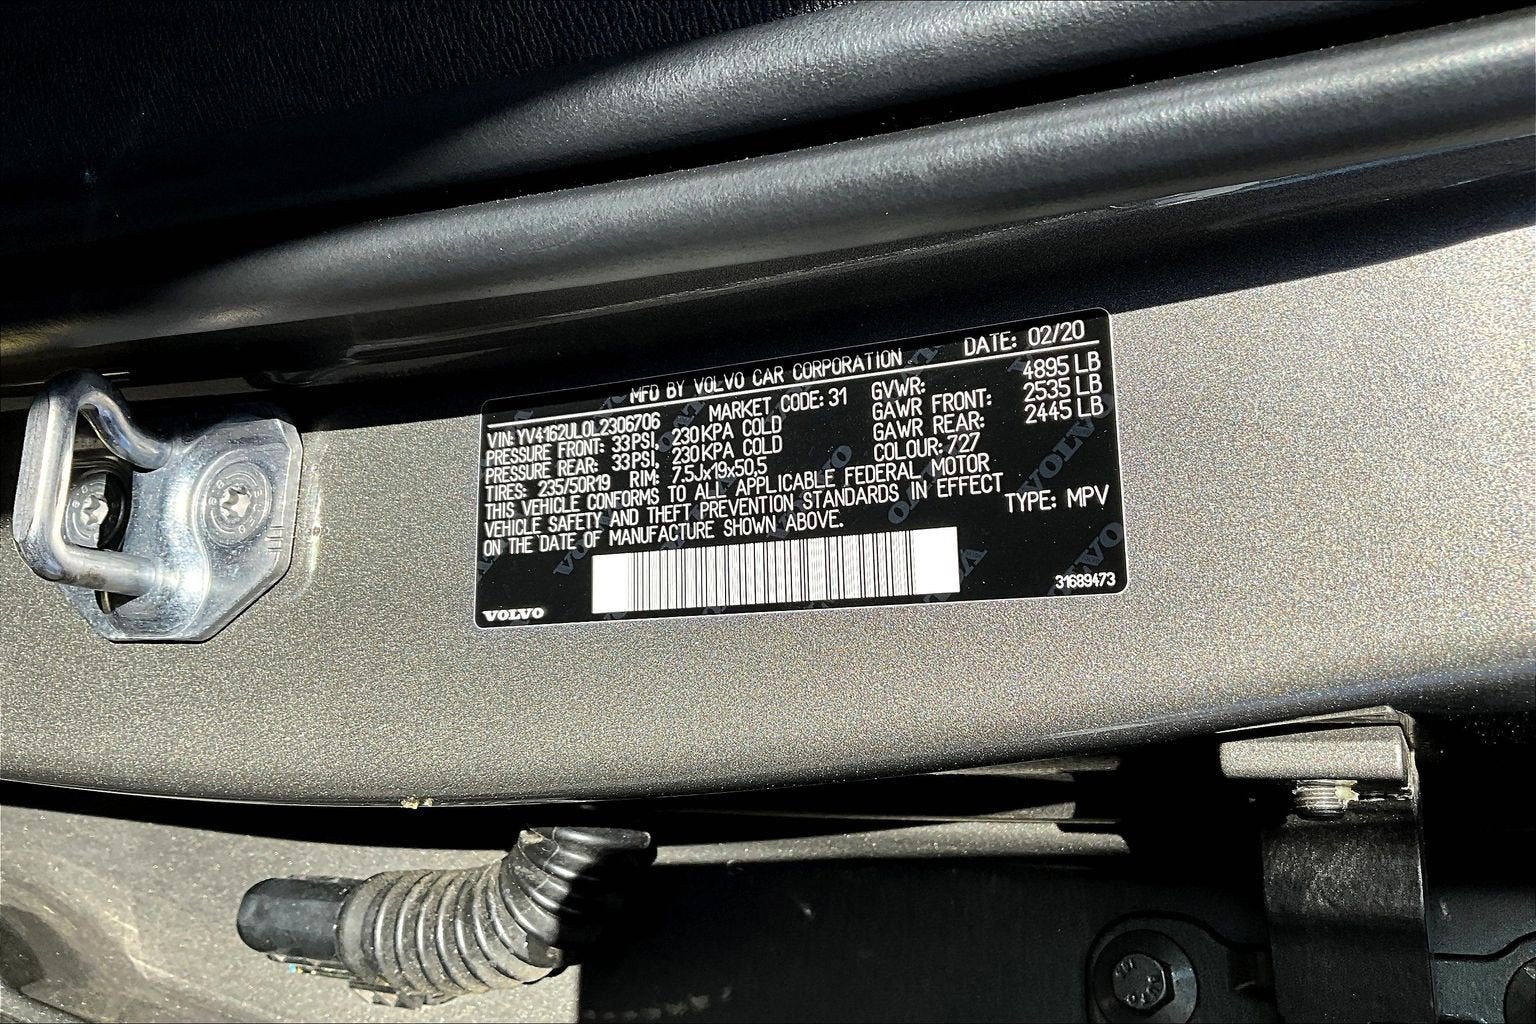 MFD BY VOLVO CAR CORPORATION DATE: 02/20
VIN: YV4162UL0L2306706 MARKET CODE: 31 GVWR: 4895 LB
PRESSURE FRONT: 33PSI, 230KPA COLD GAWR FRONT: 2535 LB
PRESSURE REAR: 33PSI, 230KPA COLD GAWR REAR: 2445 LB
TIRES: 235/50R19 RIM: 7.5Jx19x50,5 COLOUR: 727
THIS VEHICLE CONFORMS TO ALL APPLICABLE FEDERAL MOTOR
VEHICLE SAFETY AND THEFT PREVENTION STANDARDS IN EFFECT
ON THE DATE OF MANUFACTURE SHOWN ABOVE. TYPE: MPV
VOLVO 31689473